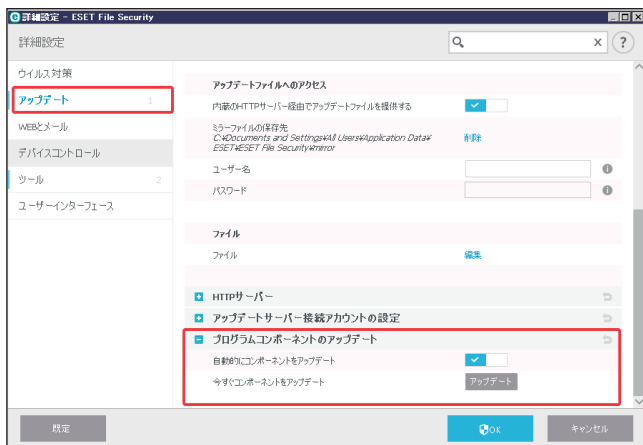 詳細設定 - ESET File Security
詳細設定
?
ウイルス対策
アップデート 1
WEBとメール
デバイスコントロール
ツール 2
ユーザーインターフェース
アップデートファイルへのアクセス
内蔵のHTTPサーバー経由でアップデートファイルを提供する
ミラーファイルの保存先
C:¥Documents and Settings¥All Users¥Application Data¥
ESET¥ESET File Security¥mirror
削除
ユーザー名
パスワード
ファイル
ファイル 編集
HTTPサーバー
アップデートサーバー接続アカウントの設定
プログラムコンポーネントのアップデート
自動的にコンポーネントをアップデート
今すぐコンポーネントをアップデート アップデート
既定 OK キャンセル